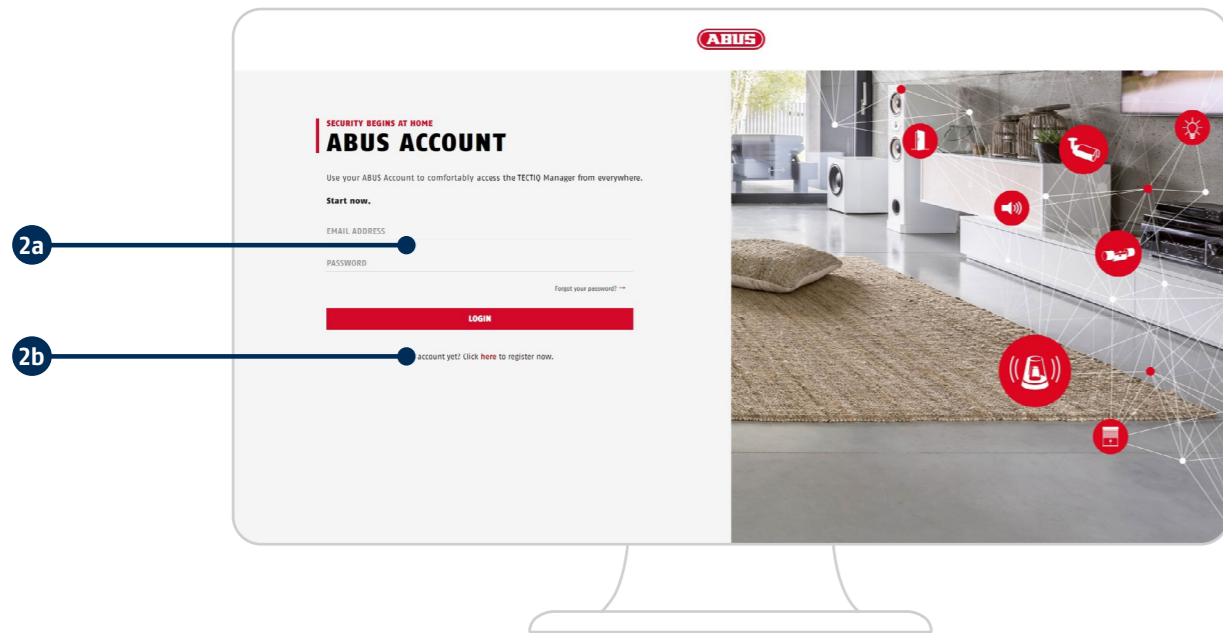 ABUS
SECURITY BEGINS AT HOME
ABUS ACCOUNT
Use your ABUS Account to comfortably access the TECTIQ Manager from everywhere.
Start now.
2a
EMAIL ADDRESS
PASSWORD
Forgot your password? →
LOGIN
2b
account yet? Click here to register now.